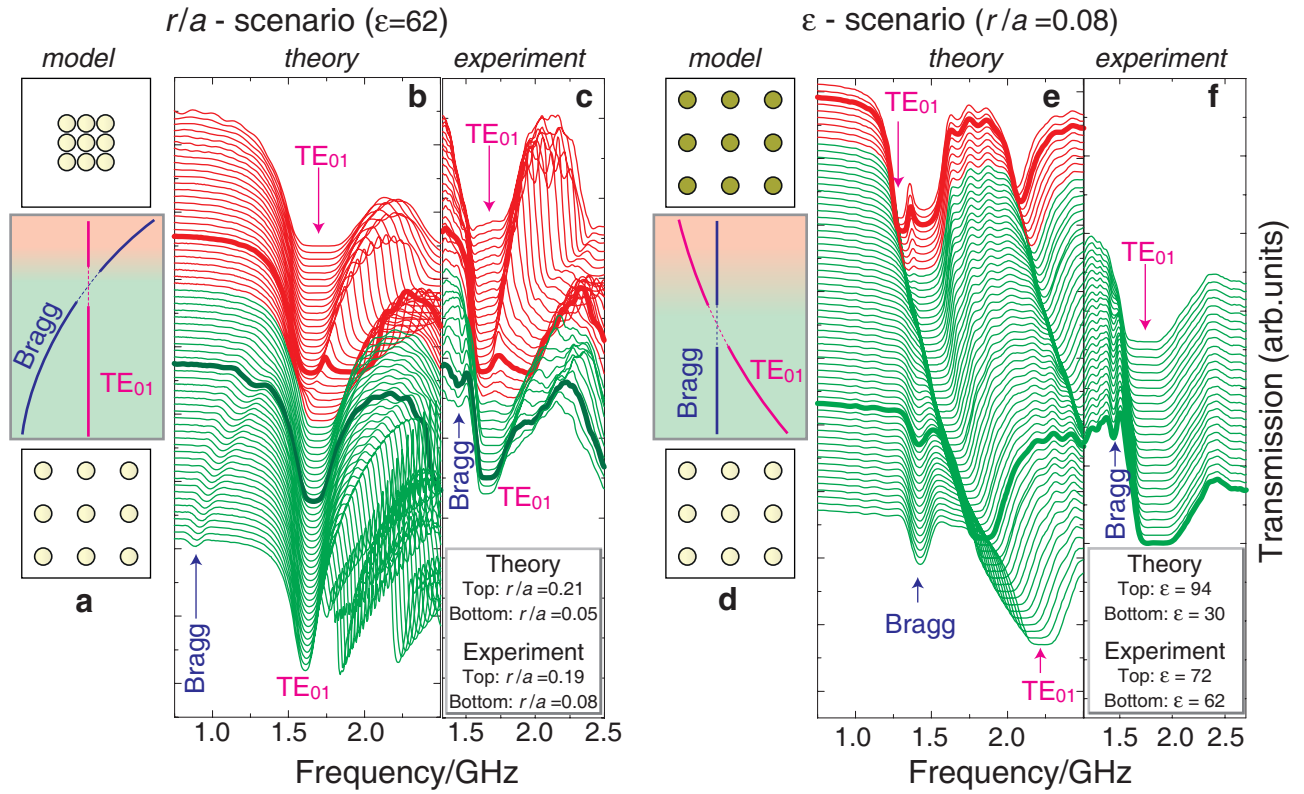 r/a - scenario (ε=62)
model
theory
experiment
b
c
TE01
TE01
Bragg
TE01
Bragg
TE01
Bragg
TE01
a
Theory
Top: r/a=0.21
Bottom: r/a=0.05
Experiment
Top: r/a=0.19
Bottom: r/a=0.08
1.0
1.5
2.0
1.5
2.0
2.5
Frequency/GHz
ε - scenario (r/a=0.08)
model
theory
experiment
e
f
TE01
TE01
Bragg
TE01
Bragg
Bragg
TE01
d
Theory
Top: ε = 94
Bottom: ε = 30
Experiment
Top: ε = 72
Bottom: ε = 62
1.0
1.5
2.0
1.5
2.0
2.5
Frequency/GHz
Transmission (arb.units)